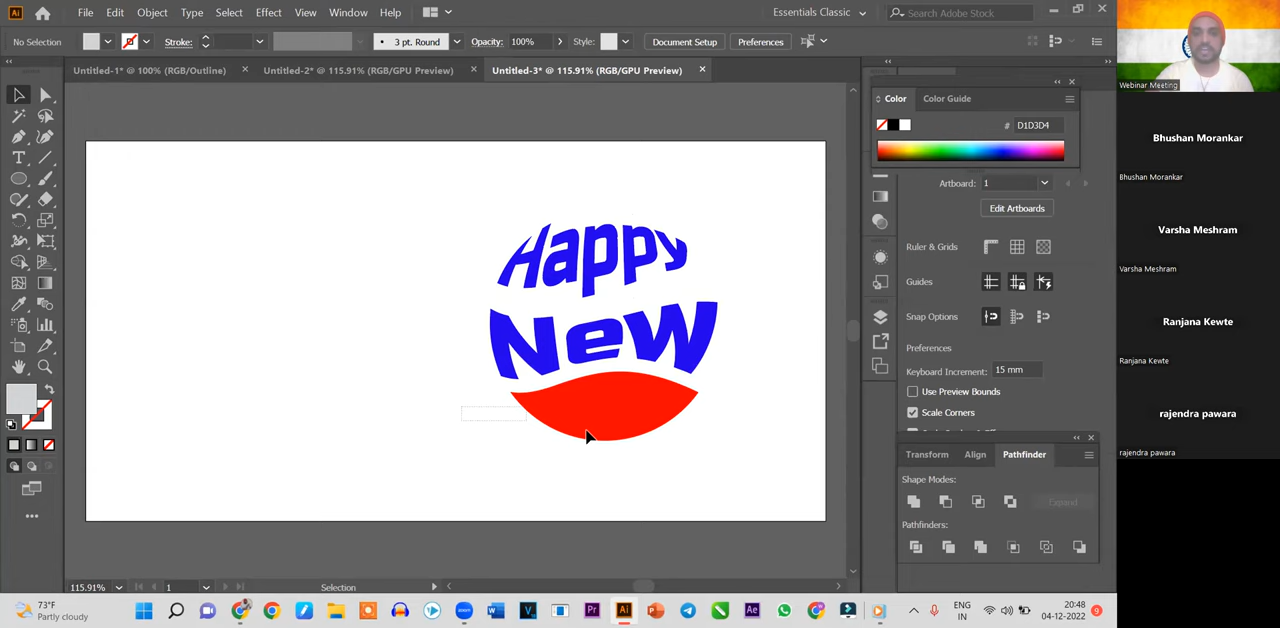 Ai File Edit Object Type Select Effect View Window Help Essentials Classic Search Adobe Stock
No Selection Stroke: 3 pt. Round Opacity: 100% Style: Document Setup Preferences
Untitled-1* @ 100% (RGB/Outline) Untitled-2* @ 115.91% (RGB/GPU Preview) Untitled-3* @ 115.91% (RGB/GPU Preview)
Webinar Meeting
Color Color Guide
# D1D3D4
Bhushan Morankar
Bhushan Morankar
Artboard: 1
Edit Artboards
Varsha Meshram
Varsha Meshram
Ruler & Grids
Guides
Snap Options
Ranjana Kewte
Ranjana Kewte
Preferences
Keyboard Increment: 15 mm
Use Preview Bounds
Scale Corners
rajendra pawara
rajendra pawara
Happy
New
Transform Align Pathfinder
Shape Modes:
Expand
Pathfinders:
115.91% 1 Selection
73°F
Partly cloudy
ENG
IN
20:48
04-12-2022
9